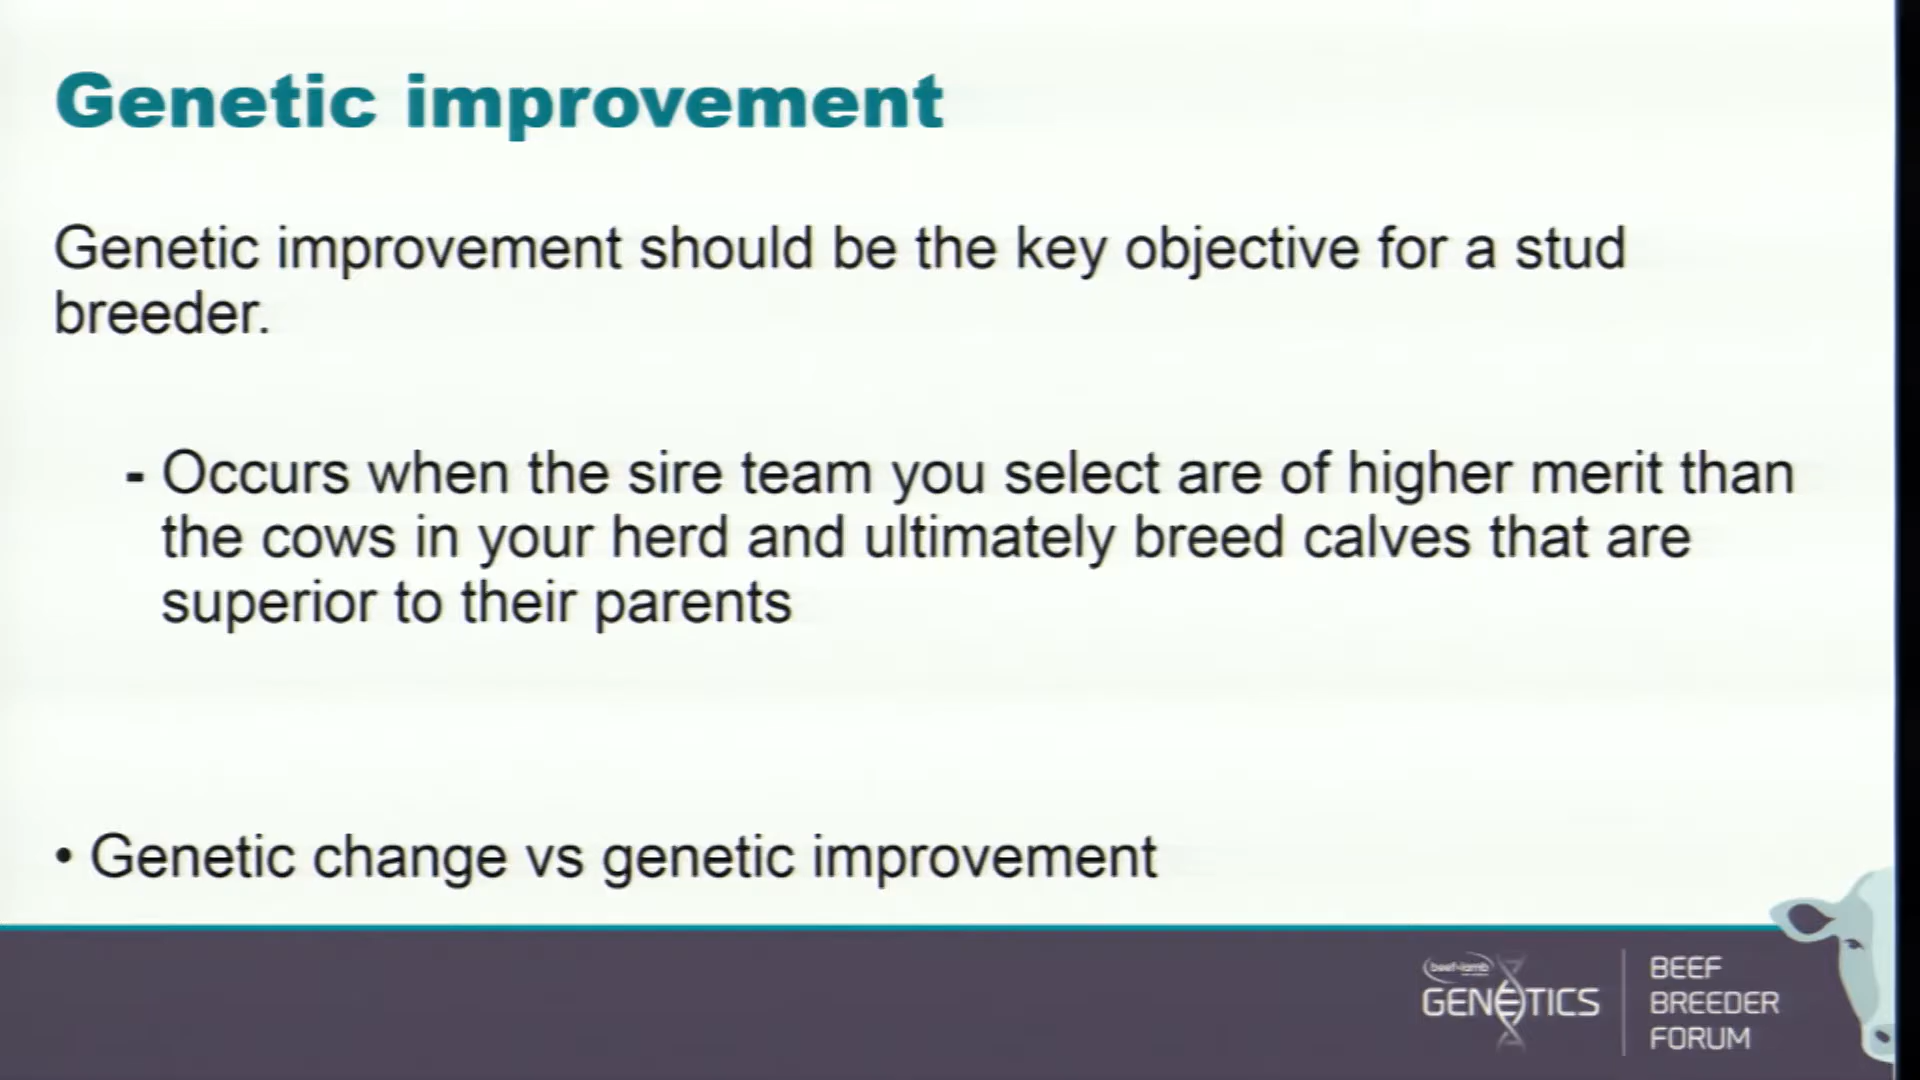 Genetic improvement
Genetic improvement should be the key objective for a stud
breeder.
- Occurs when the sire team you select are of higher merit than
the cows in your herd and ultimately breed calves that are
superior to their parents
• Genetic change vs genetic improvement
beef+lamb
GENETICS
BEEF
BREEDER
FORUM